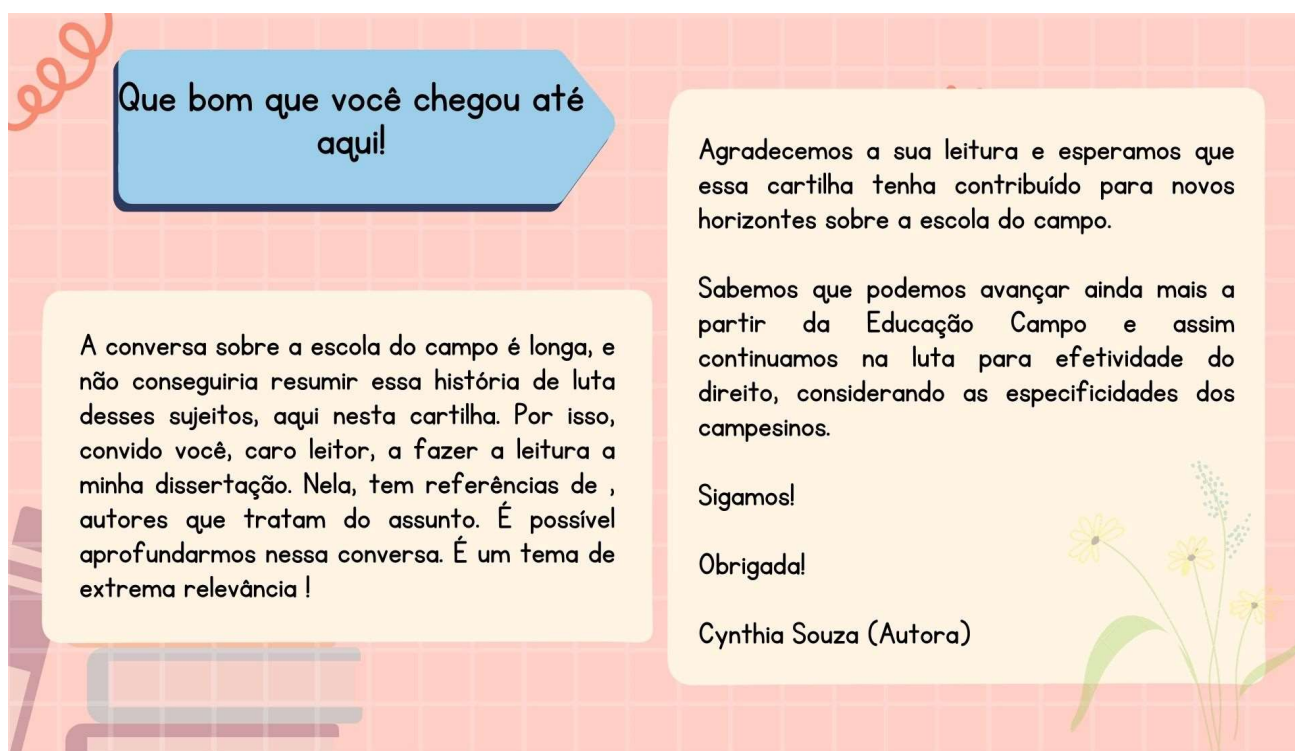 Que bom que você chegou até
aqui!
A conversa sobre a escola do campo é longa, e
não conseguiria resumir essa história de luta
desses sujeitos, aqui nesta cartilha. Por isso,
convido você, caro leitor, a fazer a leitura a
minha dissertação. Nela, tem referências de ,
autores que tratam do assunto. É possível
aprofundarmos nessa conversa. É um tema de
extrema relevância !
Agradecemos a sua leitura e esperamos que
essa cartilha tenha contribuído para novos
horizontes sobre a escola do campo.
Sabemos que podemos avançar ainda mais a
partir da Educação Campo e assim
continuamos na luta para efetividade do
direito, considerando as especificidades dos
campesinos.
Sigamos!
Obrigada!
Cynthia Souza (Autora)